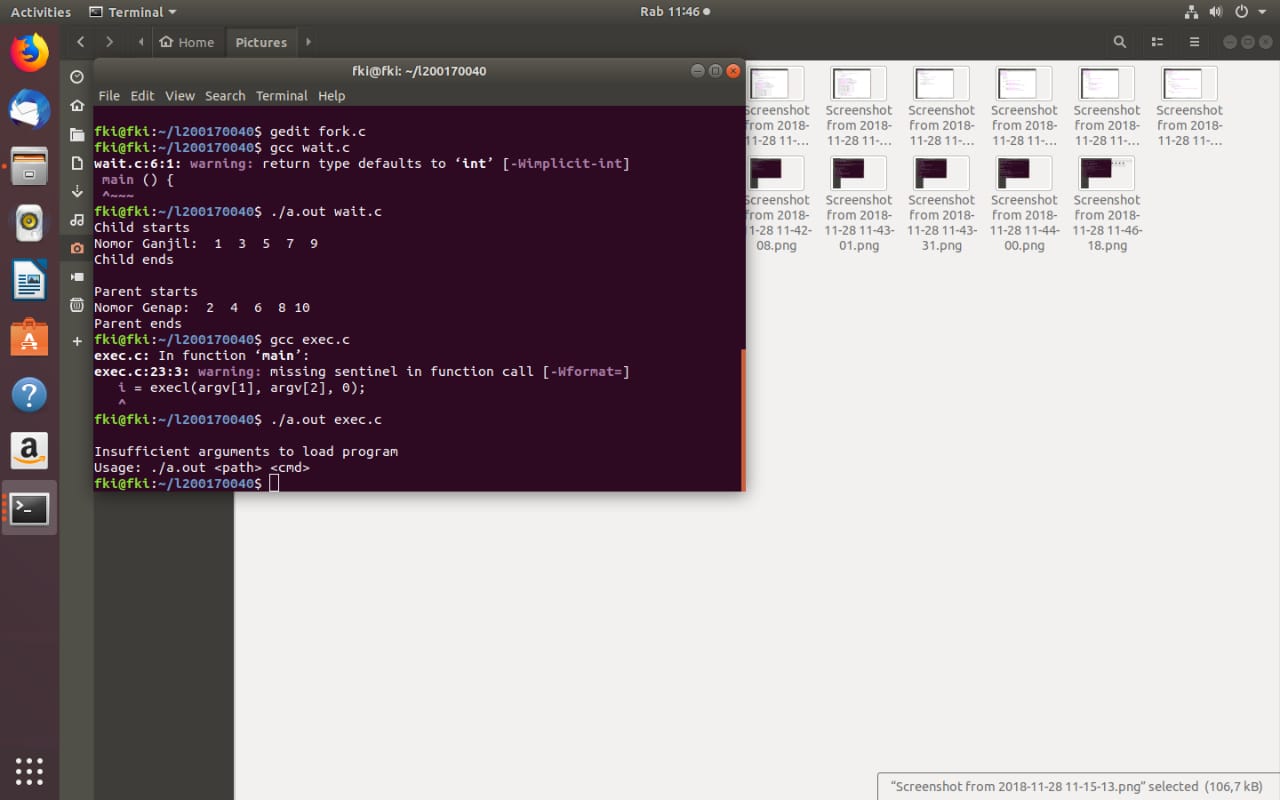 Activities
Terminal
Rab 11:46
Home
Pictures
fki@fki: ~/l200170040
File Edit View Search Terminal Help
fki@fki:~/l200170040$ gedit fork.c
fki@fki:~/l200170040$ gcc wait.c
wait.c:6:1: warning: return type defaults to ‘int’ [-Wimplicit-int]
main () {
^~~~
fki@fki:~/l200170040$ ./a.out wait.c
Child starts
Nomor Ganjil:  1  3  5  7  9
Child ends
Parent starts
Nomor Genap:  2  4  6  8 10
Parent ends
fki@fki:~/l200170040$ gcc exec.c
exec.c: In function ‘main’:
exec.c:23:3: warning: missing sentinel in function call [-Wformat=]
i = execl(argv[1], argv[2], 0);
^
fki@fki:~/l200170040$ ./a.out exec.c
Insufficient arguments to load program
Usage: ./a.out <path> <cmd>
fki@fki:~/l200170040$
Screenshot Screenshot Screenshot Screenshot Screenshot Screenshot
from 2018- from 2018- from 2018- from 2018- from 2018- from 2018-
11-28 11-... 11-28 11-... 11-28 11-... 11-28 11-... 11-28 11-... 11-28 11-...
Screenshot Screenshot Screenshot Screenshot Screenshot
from 2018- from 2018- from 2018- from 2018- from 2018-
11-28 11-42- 11-28 11-43- 11-28 11-43- 11-28 11-44- 11-28 11-46-
08.png 01.png 31.png 00.png 18.png
“Screenshot from 2018-11-28 11-15-13.png” selected (106,7 kB)